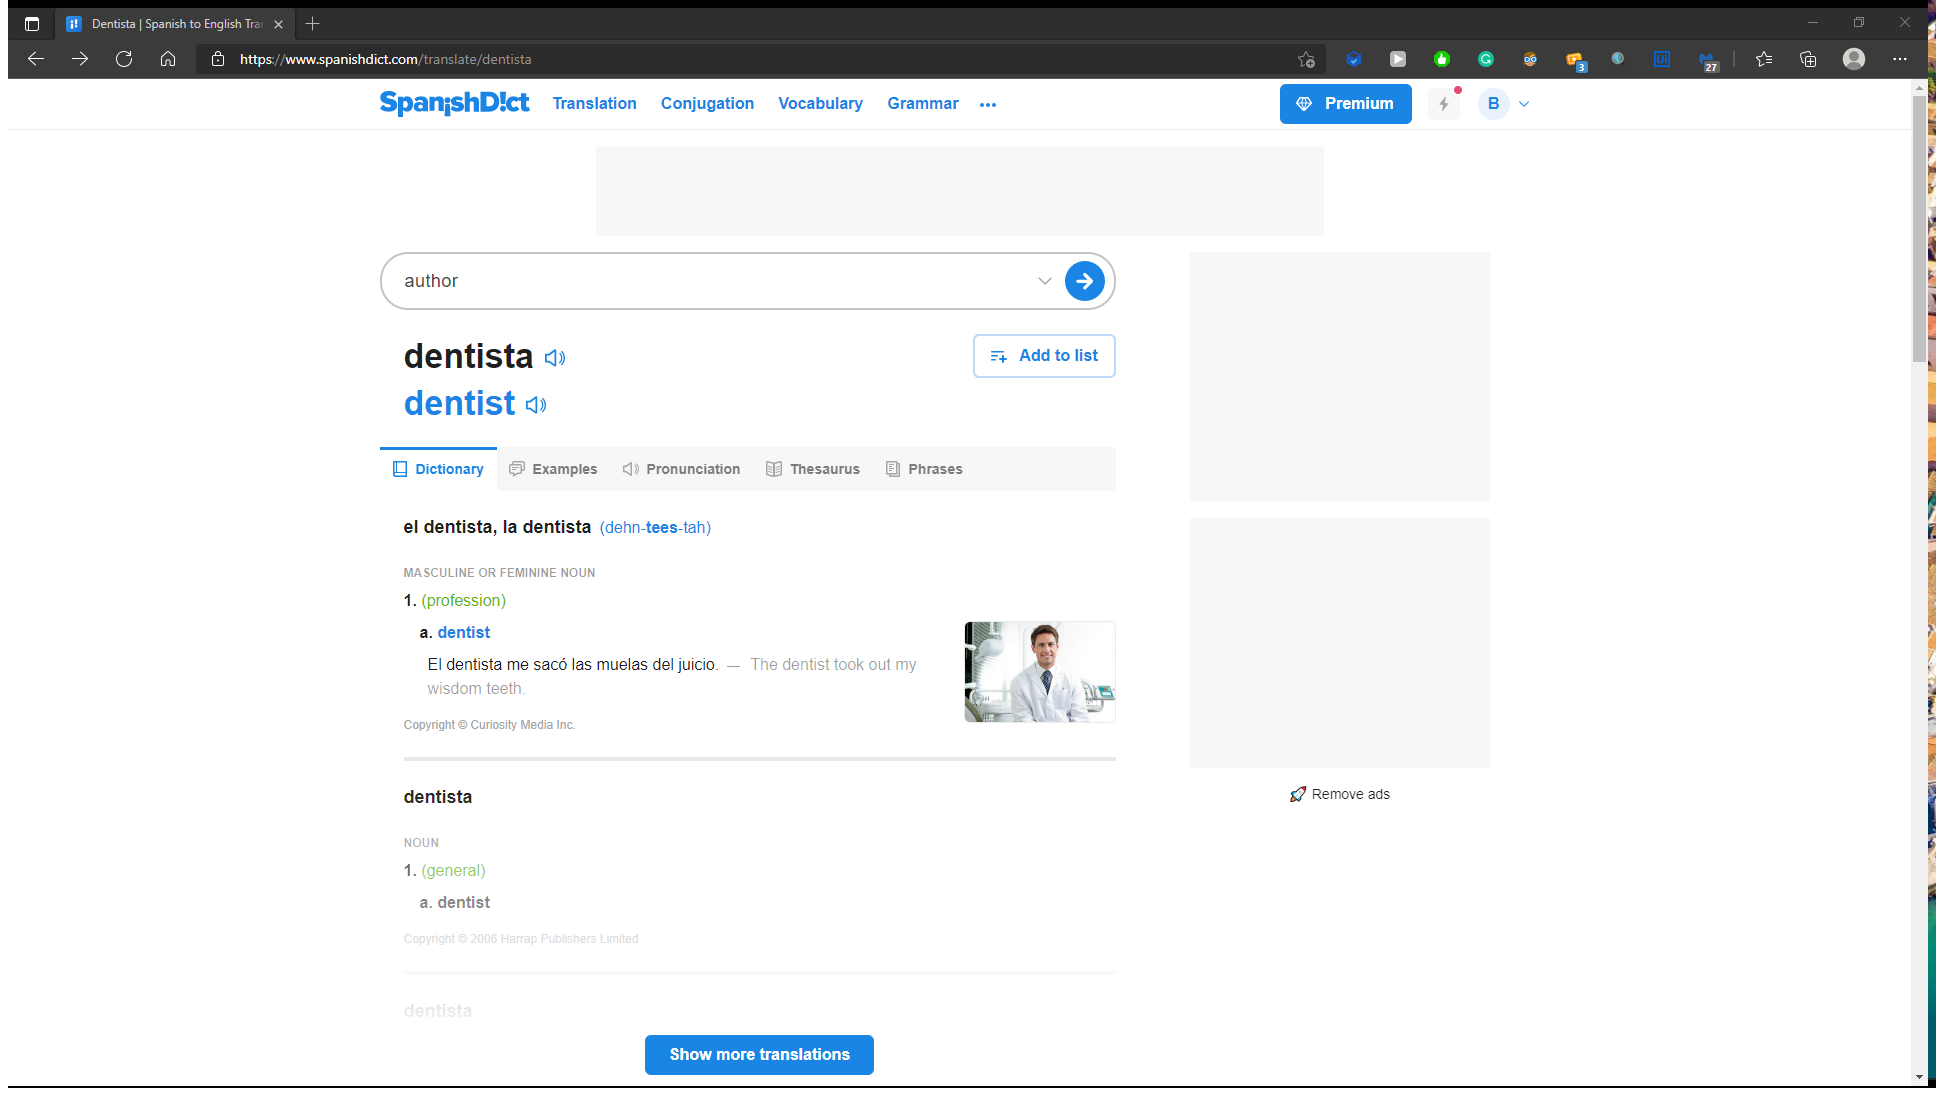 Dentista | Spanish to English Tra
https://www.spanishdict.com/translate/dentista
3
27
SpanishD!ct Translation Conjugation Vocabulary Grammar ••• Premium B
author
dentista Add to list
dentist
Dictionary Examples Pronunciation Thesaurus Phrases
el dentista, la dentista (dehn-tees-tah)
MASCULINE OR FEMININE NOUN
1. (profession)
a. dentist
El dentista me sacó las muelas del juicio. — The dentist took out my
wisdom teeth.
Copyright © Curiosity Media Inc.
Remove ads
dentista
NOUN
1. (general)
a. dentist
Copyright © 2006 Harrap Publishers Limited
dentista
Show more translations